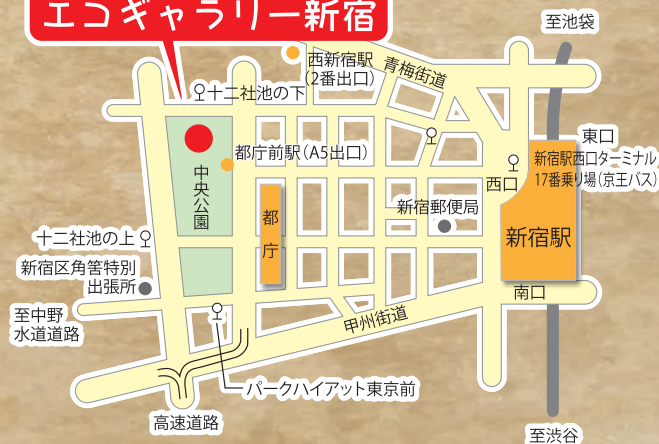 エコギャラリー新宿
至池袋
西新宿駅
(2番出口)
青梅街道
十二社池の下
東口
都庁前駅(A5出口)
新宿駅西口ターミナル
17番乗り場(京王バス)
西口
中央公園
新宿郵便局
都庁
十二社池の上
新宿駅
新宿区角筈特別
出張所
南口
至中野
水道道路
甲州街道
パークハイアット東京前
高速道路
至渋谷